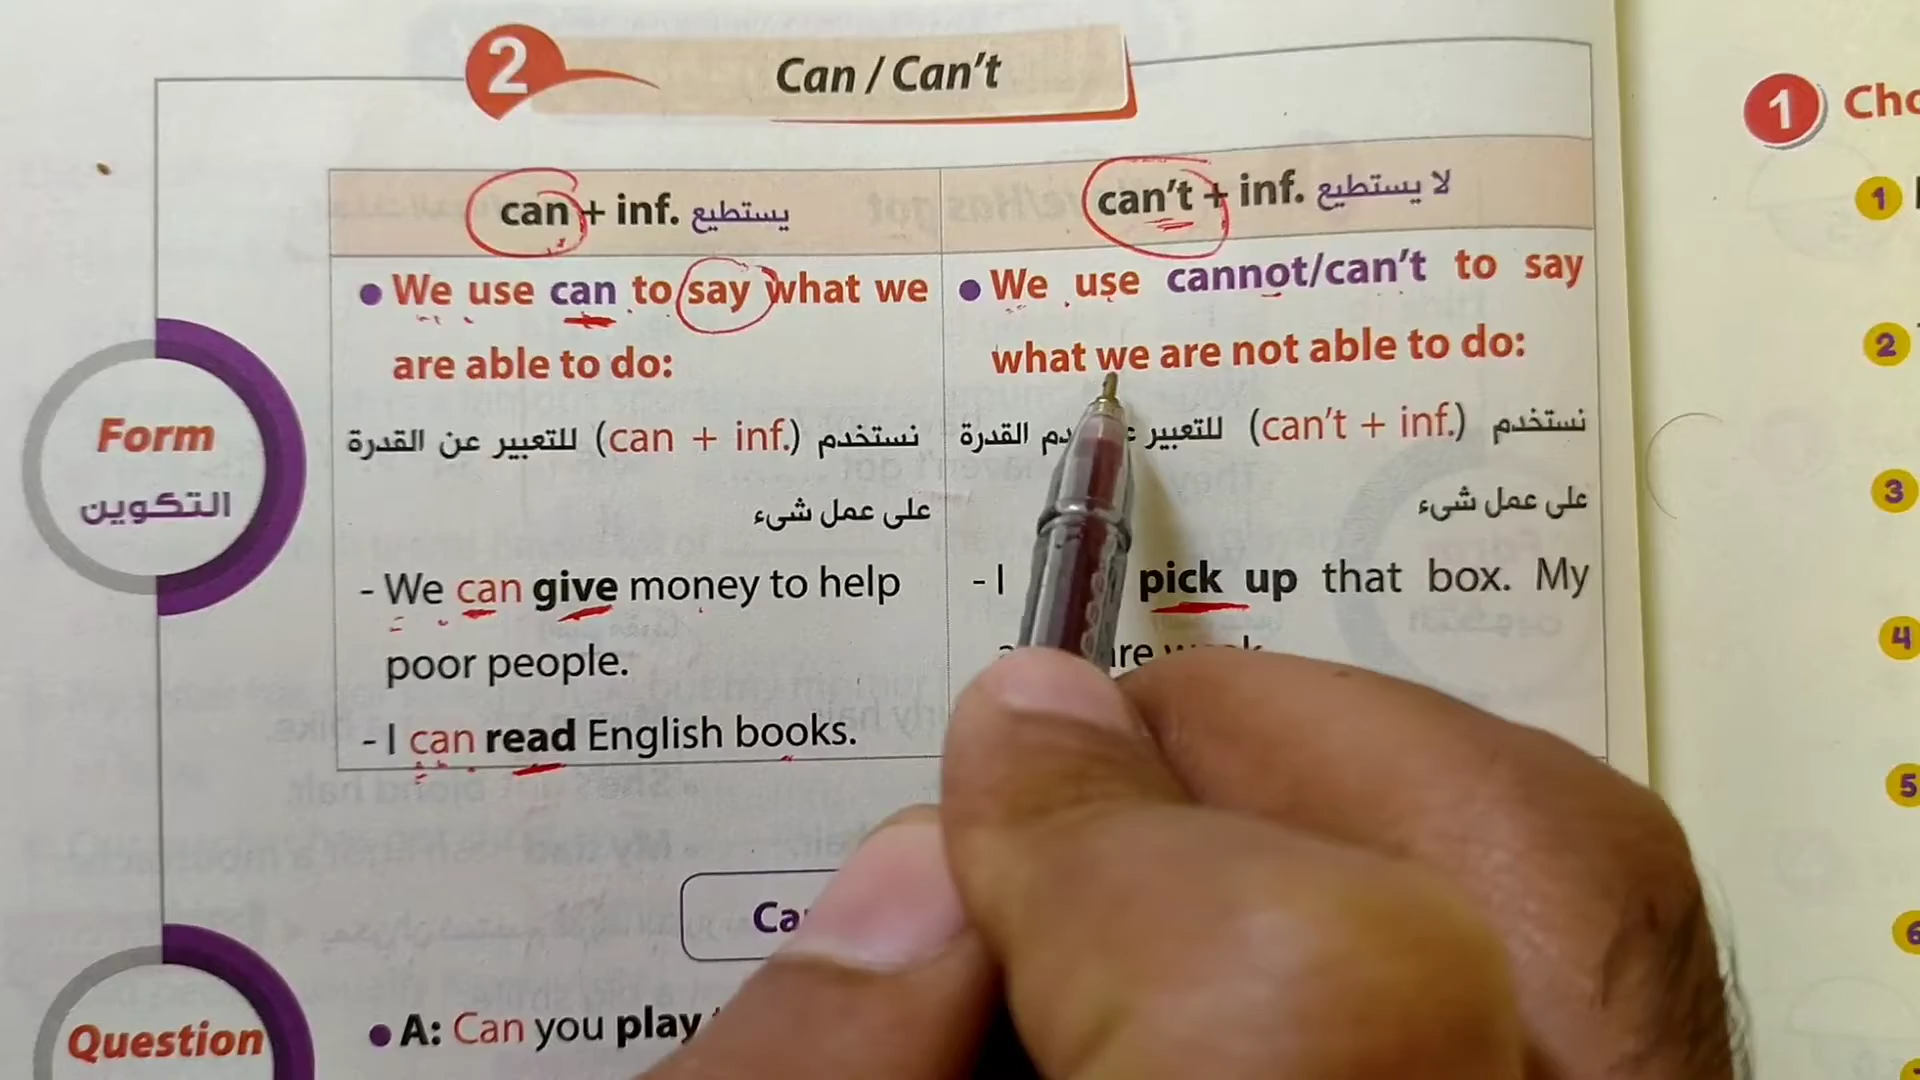 2
Can / Can't
can + inf. يستطيع
can't + inf. لا يستطيع
We use can to say what we
are able to do:
نستخدم (can + inf.) للتعبير عن القدرة
على عمل شىء
- We can give money to help
poor people.
- I can read English books.
We use cannot/can't to say
what we are not able to do:
نستخدم (can't + inf.) للتعبير القدرة
على عمل شىء
- I pick up that box. My
Form
التكوين
Question
A: Can you play
1 Cho
1
2
3
4
5
6